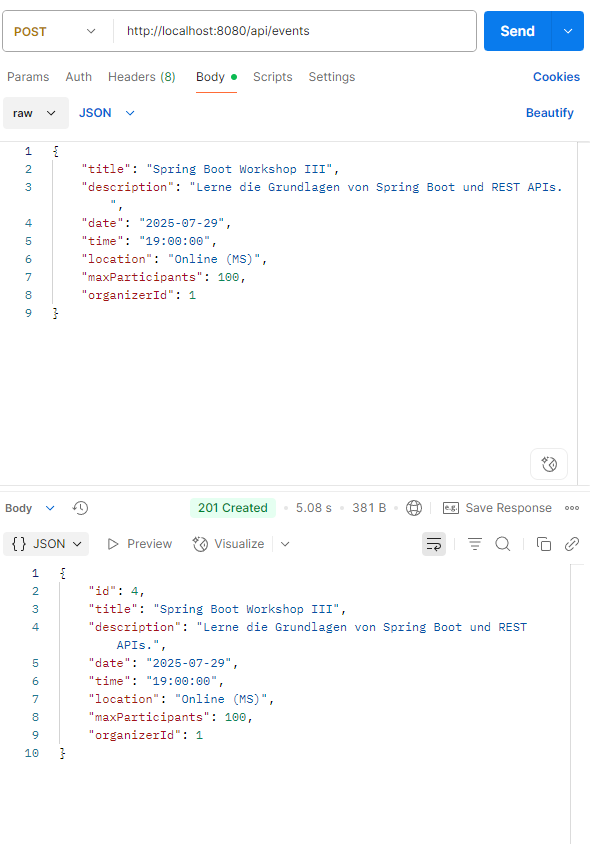 POST http://localhost:8080/api/events Send
Params Auth Headers (8) Body Scripts Settings Cookies
raw JSON Beautify
1 {
2 "title": "Spring Boot Workshop III",
3 "description": "Lerne die Grundlagen von Spring Boot und REST APIs.
",
4 "date": "2025-07-29",
5 "time": "19:00:00",
6 "location": "Online (MS)",
7 "maxParticipants": 100,
8 "organizerId": 1
9 }
Body 201 Created 5.08 s 381 B e.g. Save Response
{} JSON Preview Visualize
1 {
2 "id": 4,
3 "title": "Spring Boot Workshop III",
4 "description": "Lerne die Grundlagen von Spring Boot und REST
APIs.",
5 "date": "2025-07-29",
6 "time": "19:00:00",
7 "location": "Online (MS)",
8 "maxParticipants": 100,
9 "organizerId": 1
10 }